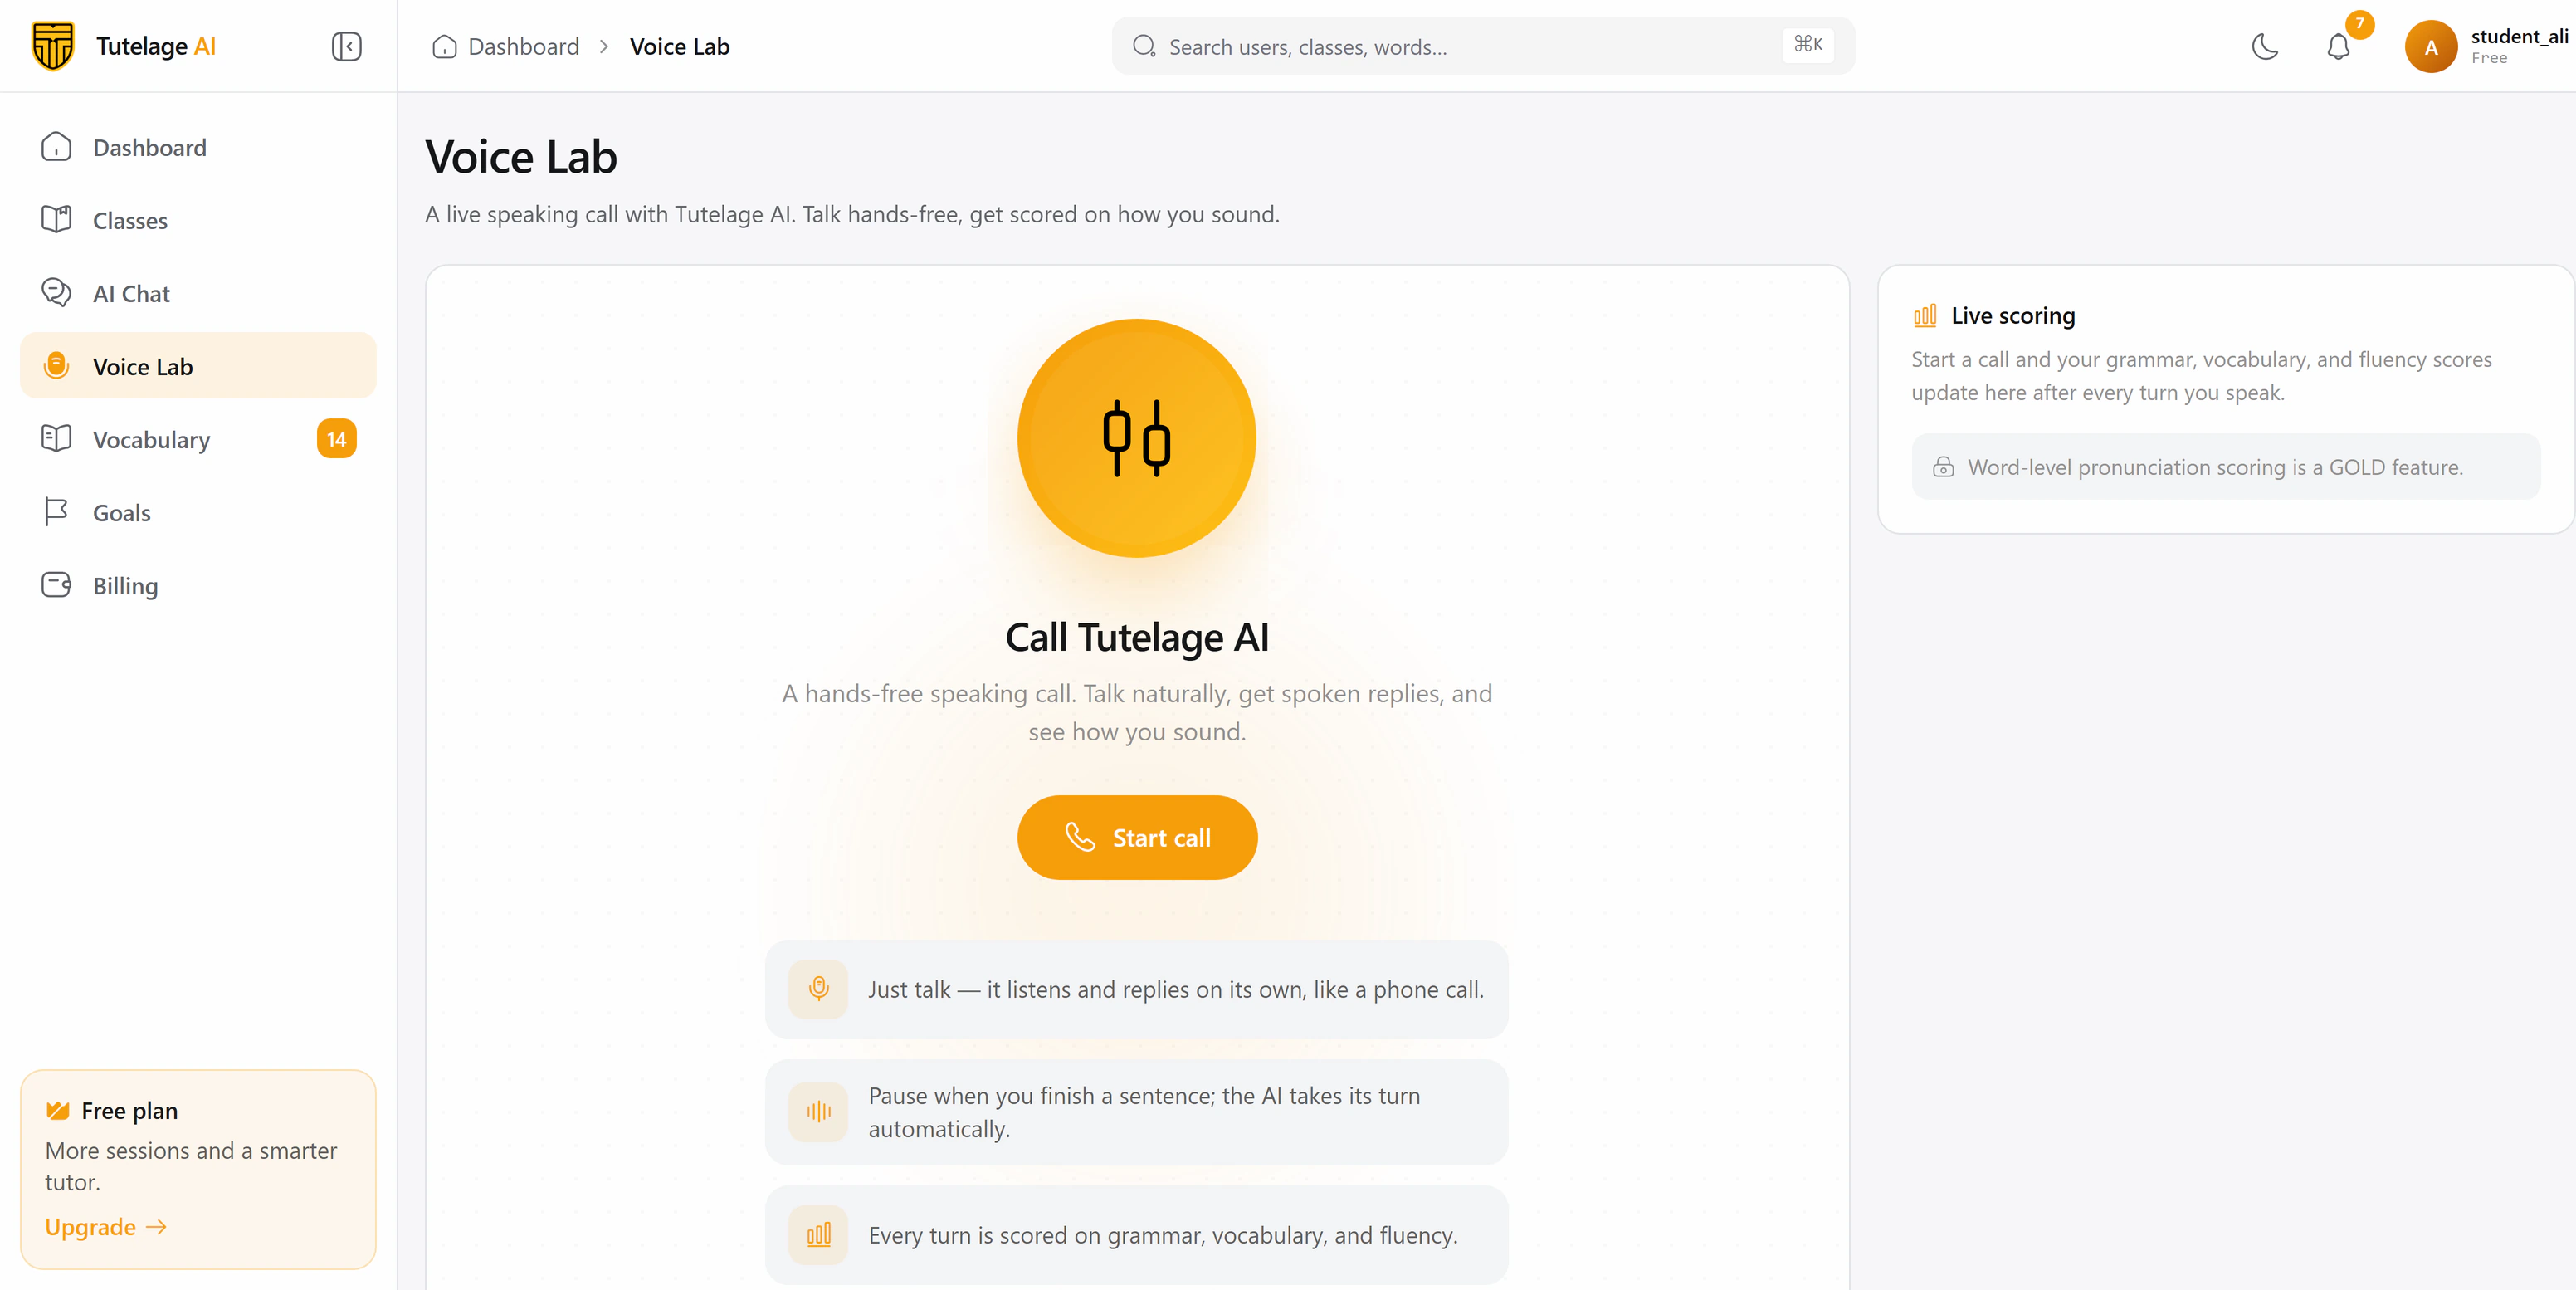 Tutelage AI
Dashboard > Voice Lab
Search users, classes, words...
⌘K
7
A
student_ali
Free
Dashboard
Classes
AI Chat
Voice Lab
Vocabulary
14
Goals
Billing
Free plan
More sessions and a smarter
tutor.
Upgrade →
Voice Lab
A live speaking call with Tutelage AI. Talk hands-free, get scored on how you sound.
Call Tutelage AI
A hands-free speaking call. Talk naturally, get spoken replies, and
see how you sound.
Start call
Just talk — it listens and replies on its own, like a phone call.
Pause when you finish a sentence; the AI takes its turn
automatically.
Every turn is scored on grammar, vocabulary, and fluency.
Live scoring
Start a call and your grammar, vocabulary, and fluency scores
update here after every turn you speak.
Word-level pronunciation scoring is a GOLD feature.